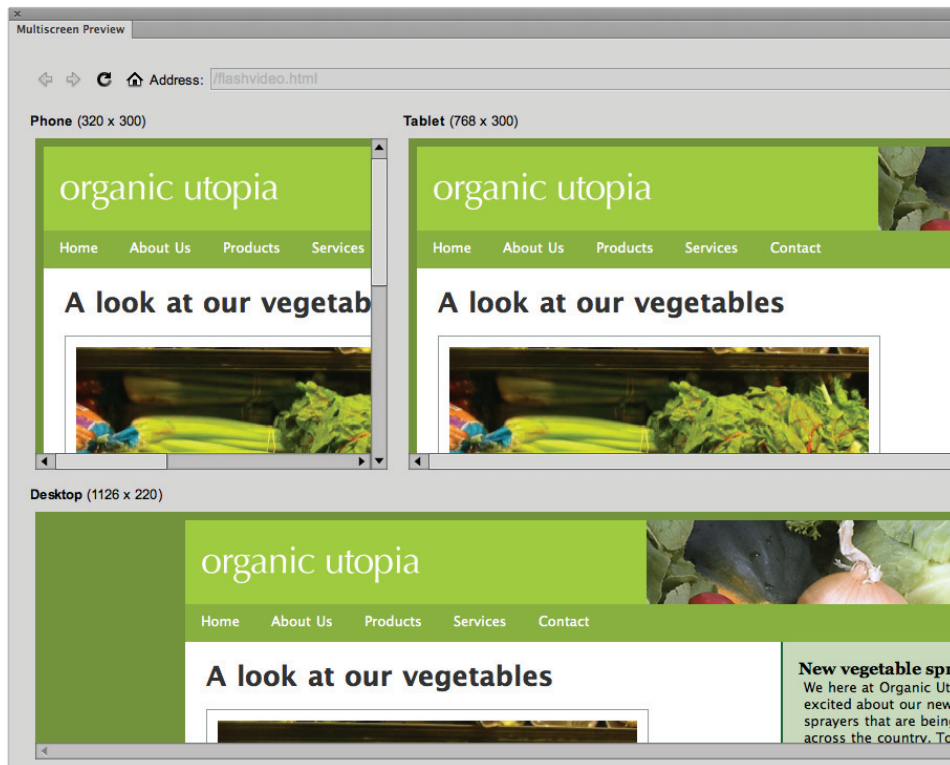 Multiscreen Preview
Address: /flashvideo.html
Phone (320 x 300)
organic utopia
Home About Us Products Services
A look at our vegetab
Tablet (768 x 300)
organic utopia
Home About Us Products Services Contact
A look at our vegetables
Desktop (1126 x 220)
organic utopia
Home About Us Products Services Contact
A look at our vegetables
New vegetable spr
We here at Organic Ut
excited about our new
sprayers that are being
across the country. To